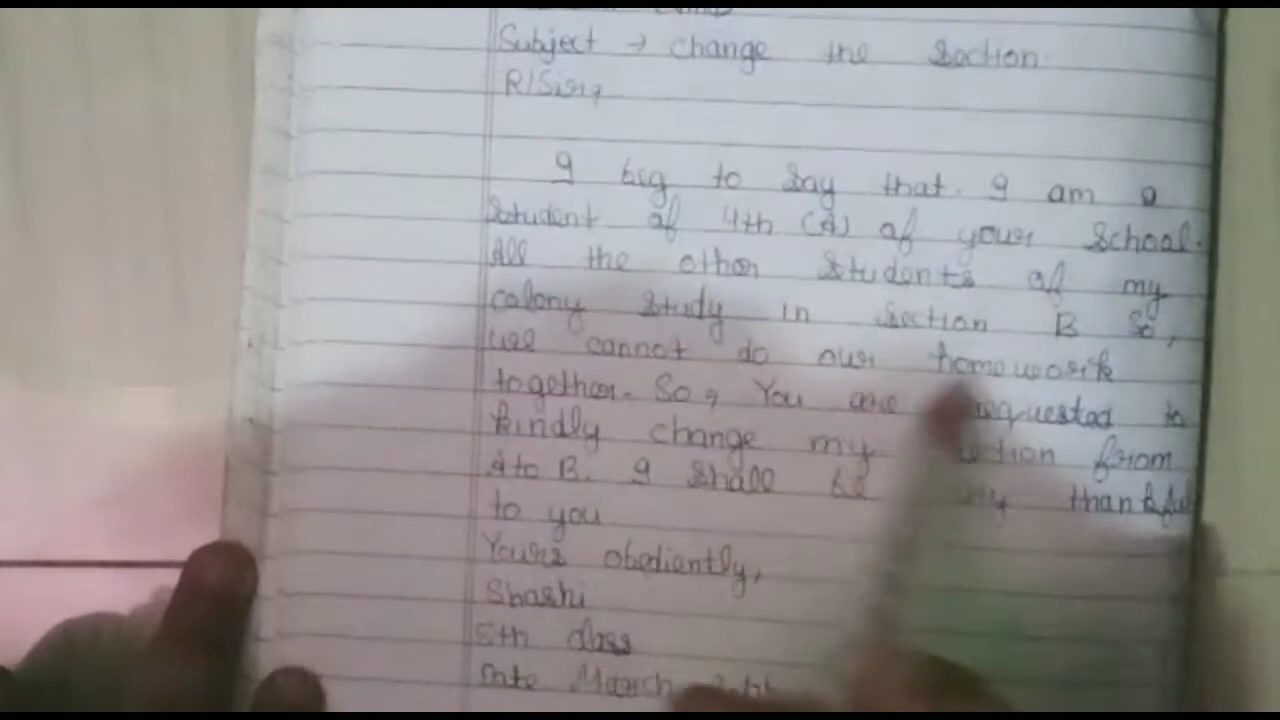 Subject → change the Section
R/Sir,
I beg to say that. I am a
Student of 4th (A) of your School.
All the other Students of my
colony study in Section B So,
we cannot do our homework
together. So, You are requested to
kindly change my from
A to B. I shall be thankful
to you
Yours obediently,
Shashi
5th class
Date March